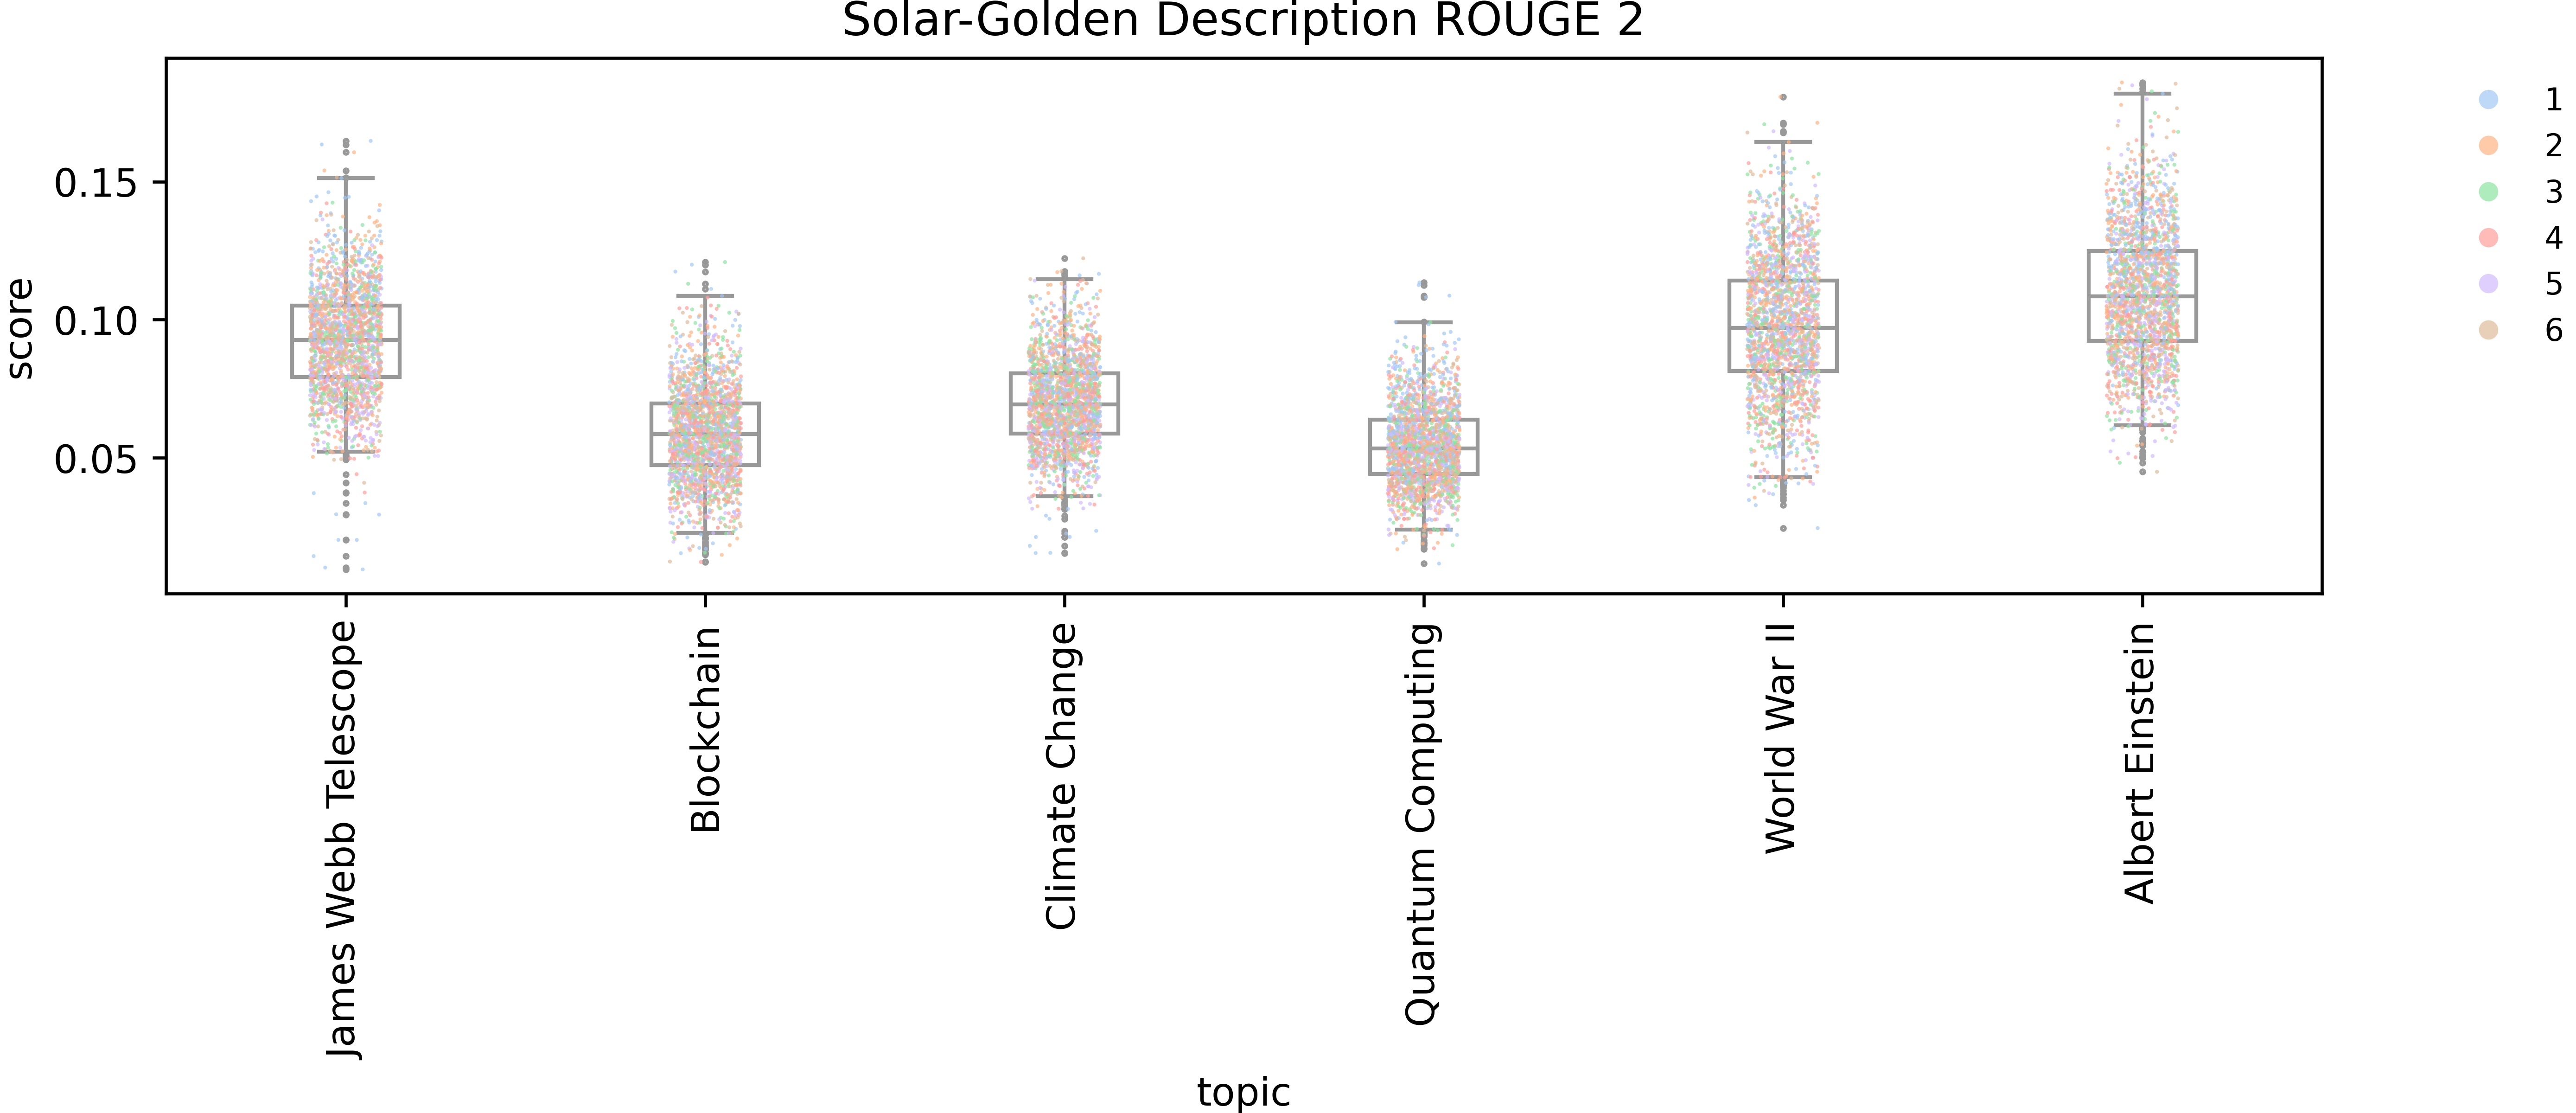 Solar-Golden Description ROUGE 2
score
0.15
0.10
0.05
1
2
3
4
5
6
James Webb Telescope
Blockchain
Climate Change
Quantum Computing
World War II
Albert Einstein
topic